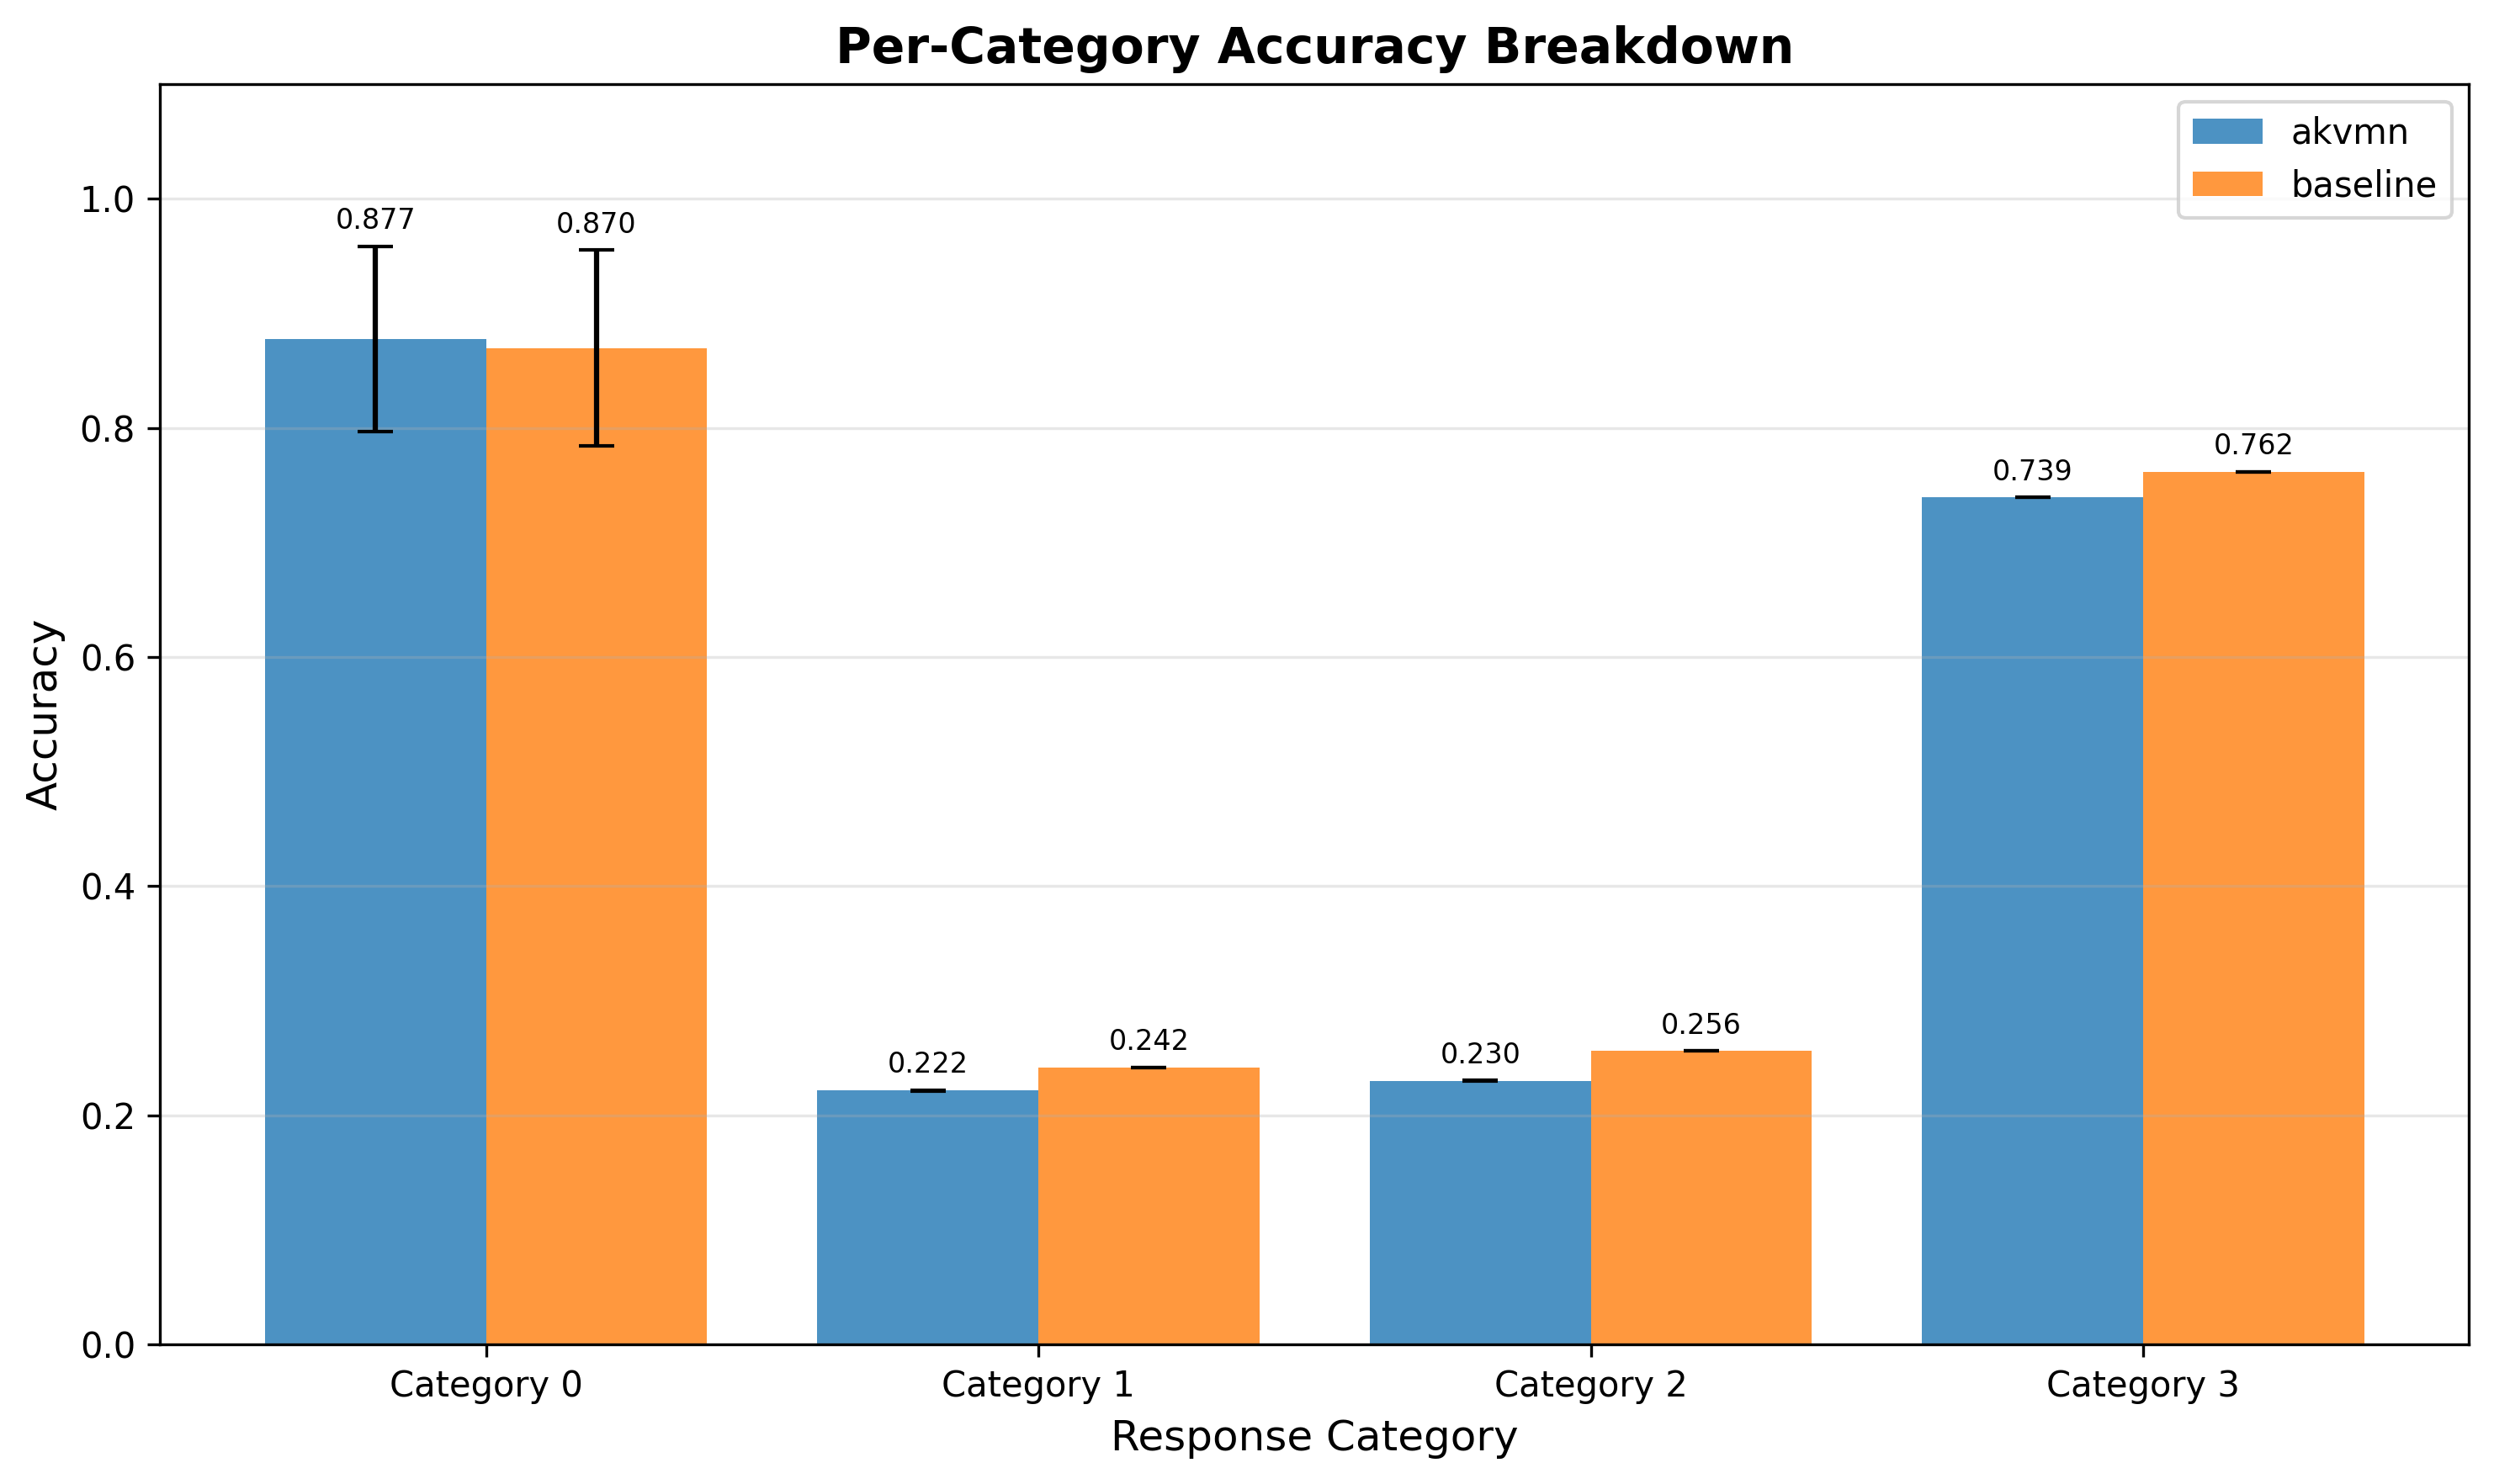 Per-Category Accuracy Breakdown
akvmn
baseline
1.0
0.8
0.6
0.4
0.2
0.0
Accuracy
0.877
0.870
0.222
0.242
0.230
0.256
0.739
0.762
Category 0
Category 1
Category 2
Category 3
Response Category